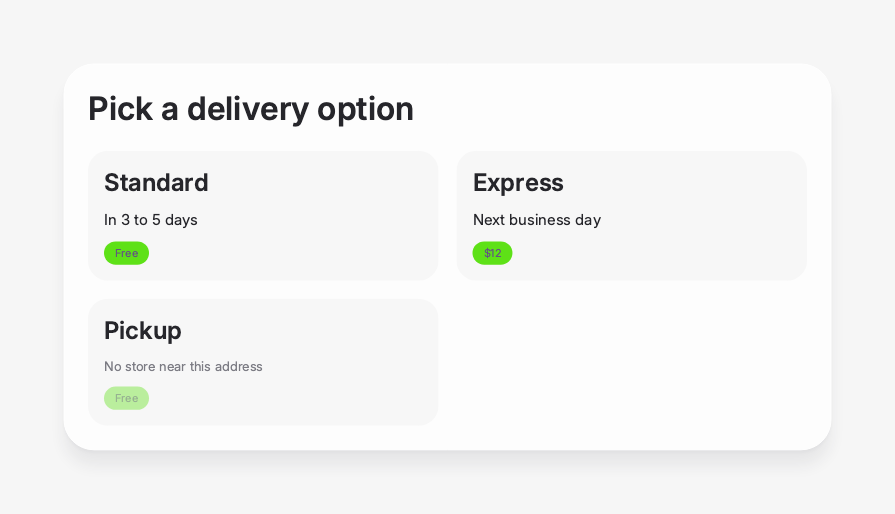 Pick a delivery option
Standard
In 3 to 5 days
Free
Express
Next business day
$12
Pickup
No store near this address
Free